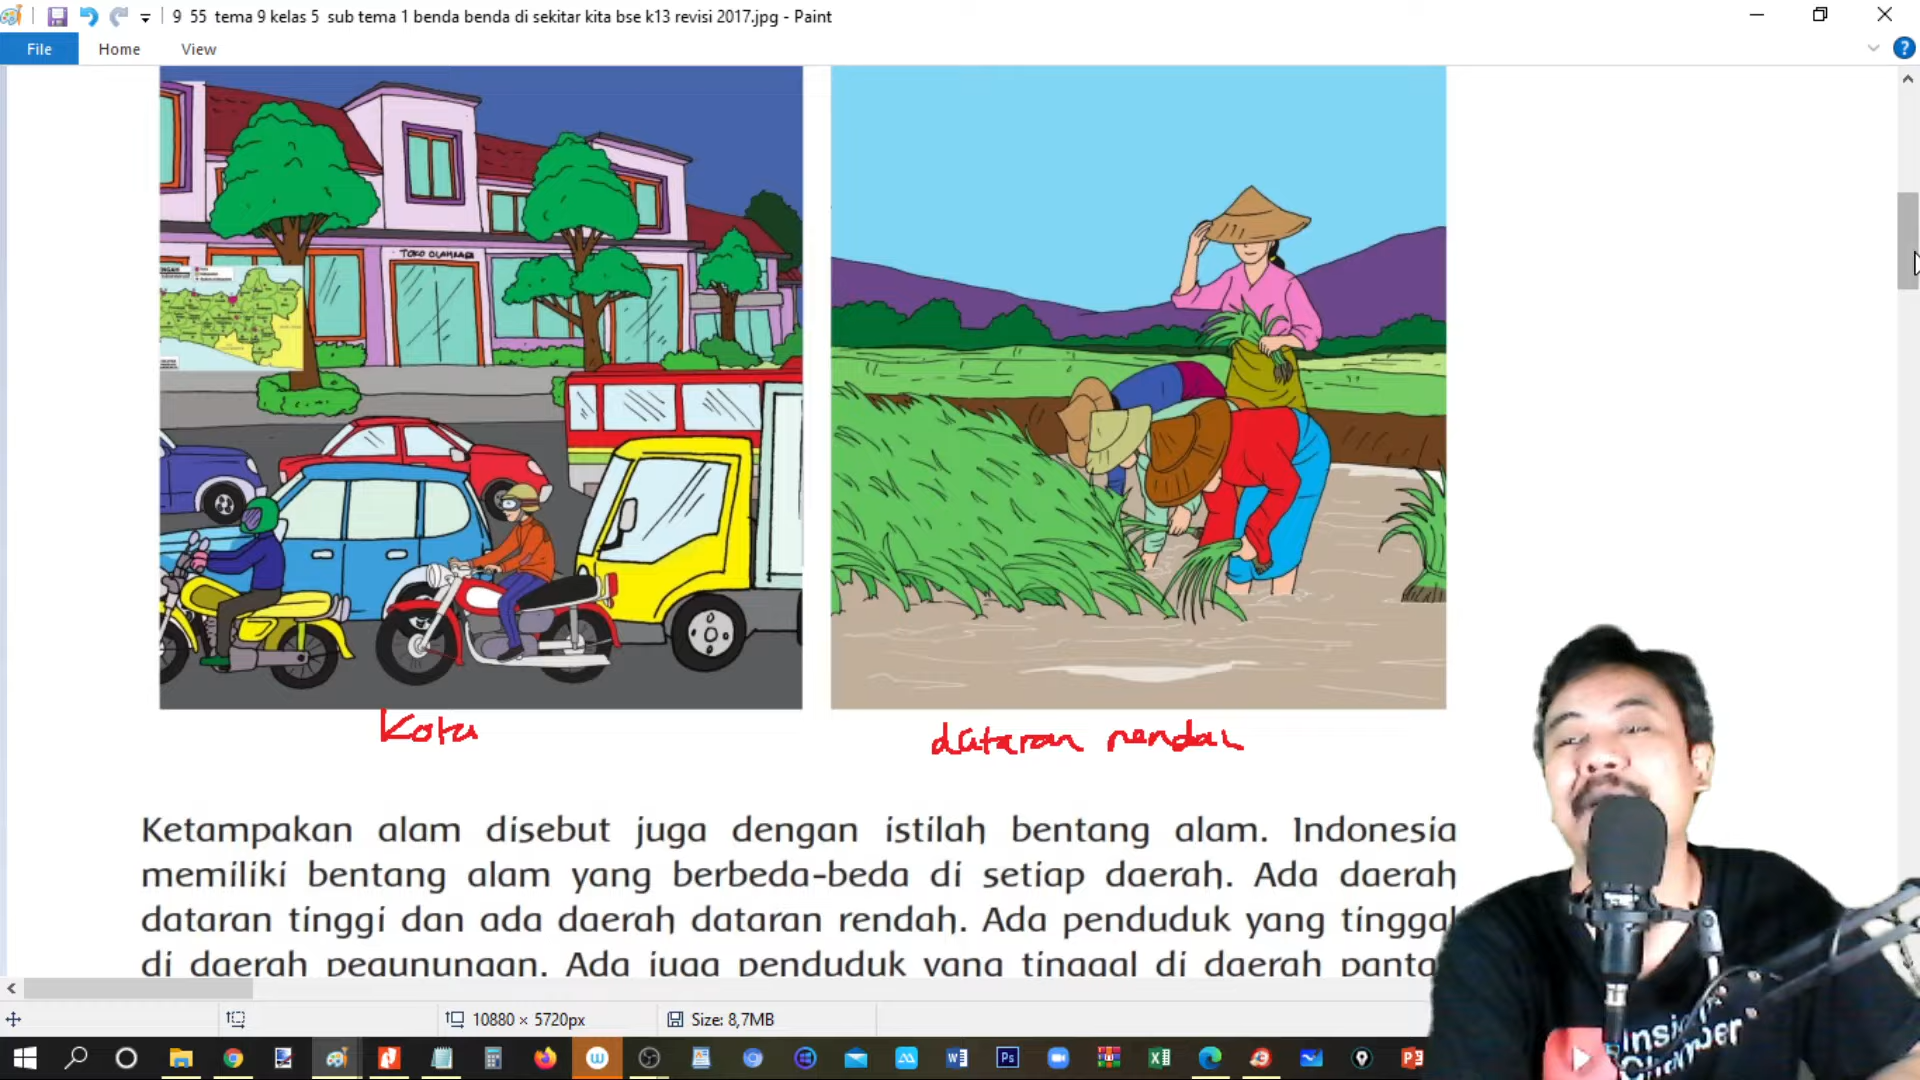 9 55 tema 9 kelas 5 sub tema 1 benda benda di sekitar kita bse k13 revisi 2017.jpg - Paint
File Home View
TOKO OLAHRAGA
Kota
dataran rendah
Ketampakan alam disebut juga dengan istilah bentang alam. Indonesia
memiliki bentang alam yang berbeda-beda di setiap daerah. Ada daerah
dataran tinggi dan ada daerah dataran rendah. Ada penduduk yang tinggal
di daerah pegunungan. Ada juga penduduk yang tinggal di daerah panta
10880 × 5720px Size: 8,7MB